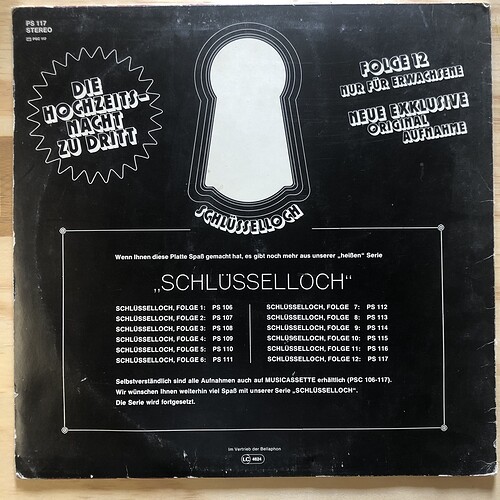 PS 117
STEREO
PSC 117
DIE
HOCHZEITS-
NACHT
ZU DRITT
FOLGE 12
NUR FÜR ERWACHSENE
NEUE EXKLUSIVE
ORIGINAL
AUFNAHME
SCHLÜSSELLOCH
Wenn Ihnen diese Platte Spaß gemacht hat, es gibt noch mehr aus unserer „heißen“ Serie
„SCHLÜSSELLOCH“
SCHLÜSSELLOCH, FOLGE 1: PS 106
SCHLÜSSELLOCH, FOLGE 2: PS 107
SCHLÜSSELLOCH, FOLGE 3: PS 108
SCHLÜSSELLOCH, FOLGE 4: PS 109
SCHLÜSSELLOCH, FOLGE 5: PS 110
SCHLÜSSELLOCH, FOLGE 6: PS 111
SCHLÜSSELLOCH, FOLGE 7: PS 112
SCHLÜSSELLOCH, FOLGE 8: PS 113
SCHLÜSSELLOCH, FOLGE 9: PS 114
SCHLÜSSELLOCH, FOLGE 10: PS 115
SCHLÜSSELLOCH, FOLGE 11: PS 116
SCHLÜSSELLOCH, FOLGE 12: PS 117
Selbstverständlich sind alle Aufnahmen auch auf MUSICASSETTE erhältlich (PSC 106-117).
Wir wünschen Ihnen weiterhin viel Spaß mit unserer Serie „SCHLÜSSELLOCH“.
Die Serie wird fortgesetzt.
Im Vertrieb der Bellaphon
LC 4624